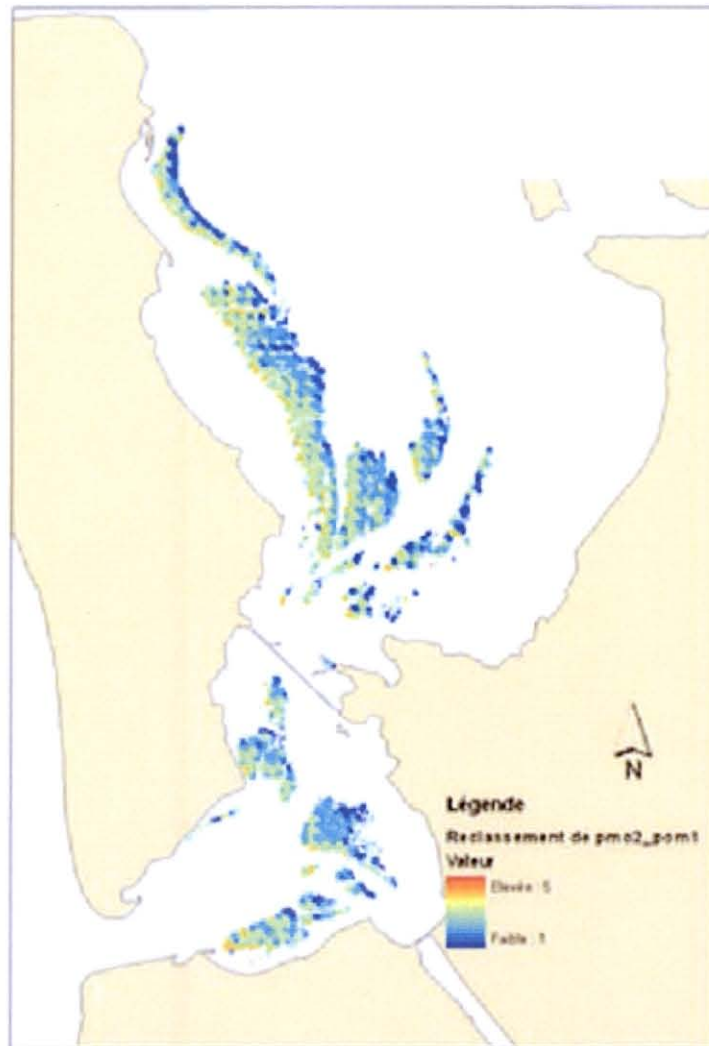 N
Légende
Reclassement de pmo2_pom1
Valeur
Elevée : 5
Faible : 1